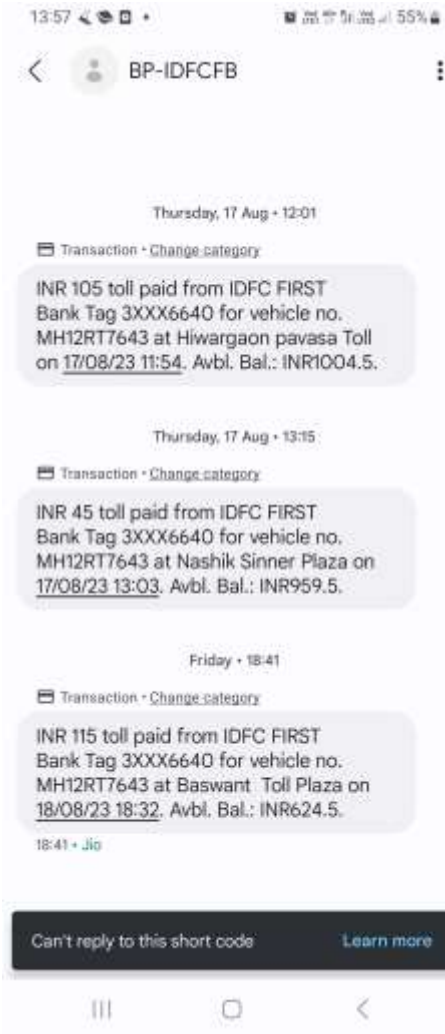 13:57
55%
BP-IDFCFB
Thursday, 17 Aug • 12:01
Transaction • Change category
INR 105 toll paid from IDFC FIRST
Bank Tag 3XXX6640 for vehicle no.
MH12RT7643 at Hiwargaon pavasa Toll
on 17/08/23 11:54. Avbl. Bal.: INR1004.5.
Thursday, 17 Aug • 13:15
Transaction • Change category
INR 45 toll paid from IDFC FIRST
Bank Tag 3XXX6640 for vehicle no.
MH12RT7643 at Nashik Sinner Plaza on
17/08/23 13:03. Avbl. Bal.: INR959.5.
Friday • 18:41
Transaction • Change category
INR 115 toll paid from IDFC FIRST
Bank Tag 3XXX6640 for vehicle no.
MH12RT7643 at Baswant Toll Plaza on
18/08/23 18:32. Avbl. Bal.: INR624.5.
18:41 • Jio
Can't reply to this short code Learn more